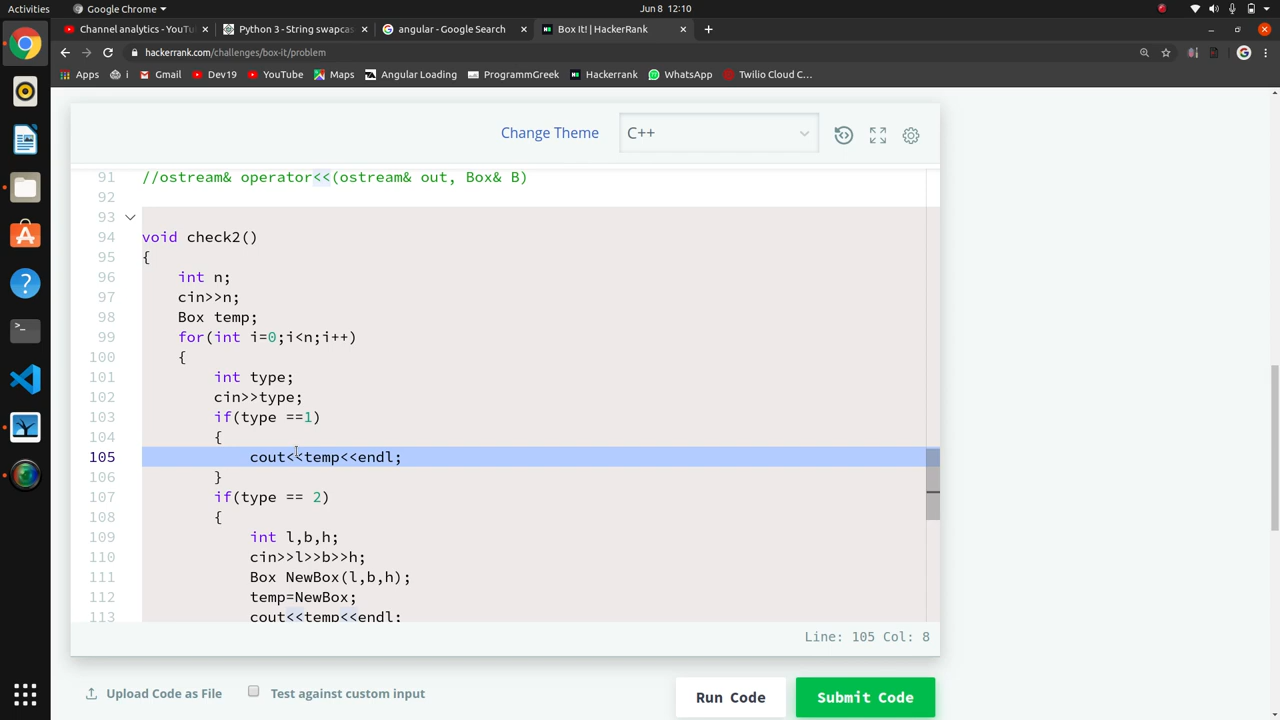 Activities
Google Chrome
Jun 8 12:10
Channel analytics - YouTu
Python 3 - String swapcas
angular - Google Search
Box It! | HackerRank
hackerrank.com/challenges/box-it/problem
Apps
i
Gmail
Dev19
YouTube
Maps
Angular Loading
ProgrammGreek
Hackerrank
WhatsApp
Twilio Cloud C...
Change Theme
C++
91 //ostream& operator<<(ostream& out, Box& B)
92
93
94 void check2()
95 {
96 int n;
97 cin>>n;
98 Box temp;
99 for(int i=0;i<n;i++)
100 {
101 int type;
102 cin>>type;
103 if(type ==1)
104 {
105 cout<<temp<<endl;
106 }
107 if(type == 2)
108 {
109 int l,b,h;
110 cin>>l>>b>>h;
111 Box NewBox(l,b,h);
112 temp=NewBox;
113 cout<<temp<<endl;
Line: 105 Col: 8
Upload Code as File
Test against custom input
Run Code
Submit Code